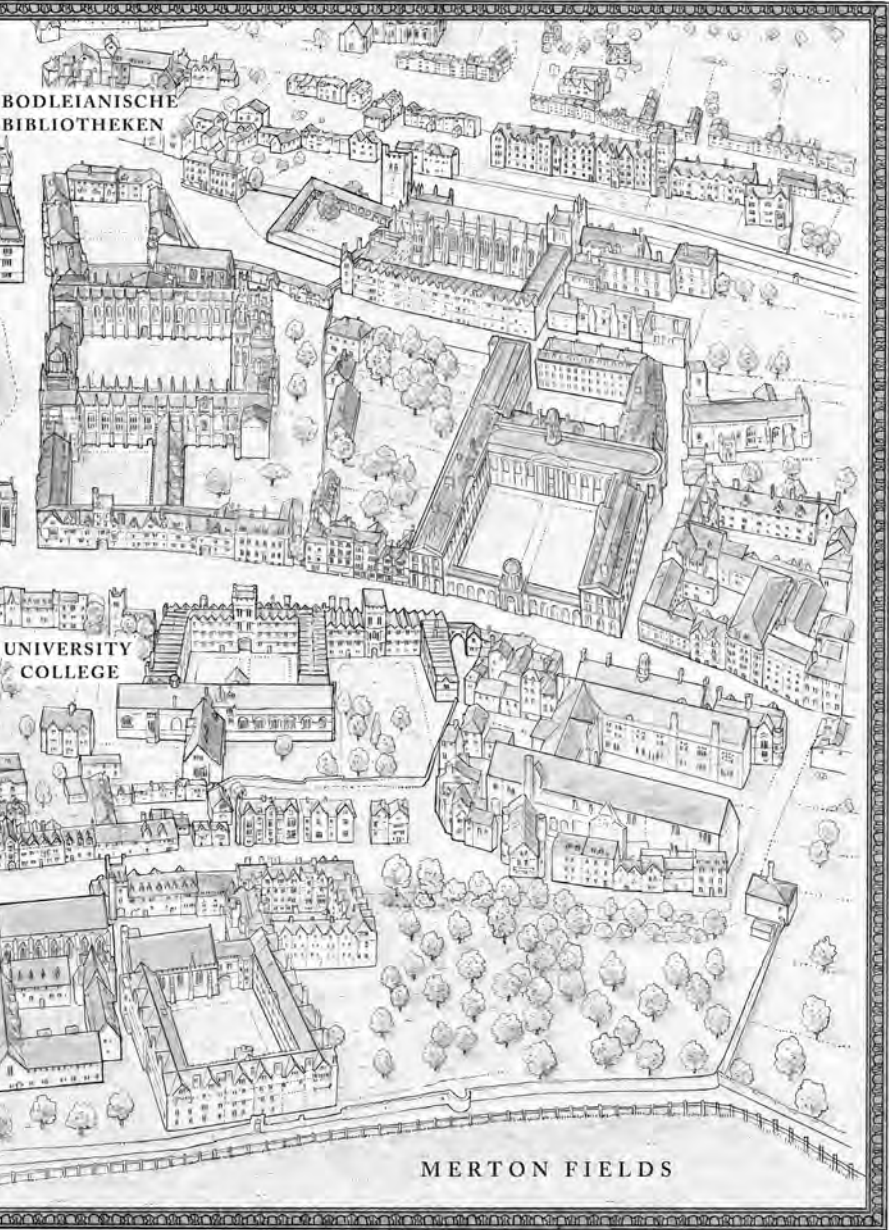 BODLEIANISCHE
BIBLIOTHEKEN
UNIVERSITY
COLLEGE
MERTON FIELDS